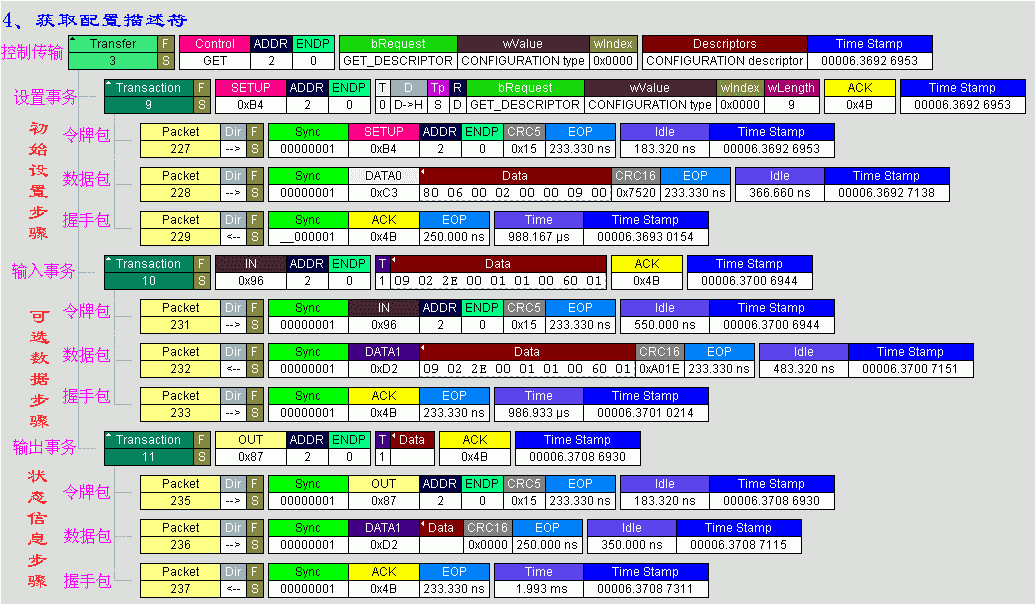 4、获取配置描述符
控制传输 Transfer F Control ADDR ENDP bRequest wValue wIndex Descriptors Time Stamp
3 S GET 2 0 GET_DESCRIPTOR CONFIGURATION type 0x0000 CONFIGURATION descriptor 00006.3692 6953
设置事务 Transaction F SETUP ADDR ENDP T D Tp R bRequest wValue wIndex wLength ACK Time Stamp
9 S 0xB4 2 0 0 D->H S D GET_DESCRIPTOR CONFIGURATION type 0x0000 9 0x4B 00006.3692 6953
初始设置步骤
令牌包 Packet Dir F Sync SETUP ADDR ENDP CRC5 EOP Idle Time Stamp
227 --> S 00000001 0xB4 2 0 0x15 233.330 ns 183.320 ns 00006.3692 6953
数据包 Packet Dir F Sync DATA0 Data CRC16 EOP Idle Time Stamp
228 --> S 00000001 0xC3 80 06 00 02 00 00 09 00 0x7520 233.330 ns 366.660 ns 00006.3692 7138
握手包 Packet Dir F Sync ACK EOP Time Time Stamp
229 <-- S __000001 0x4B 250.000 ns 988.167 µs 00006.3693 0154
输入事务 Transaction F IN ADDR ENDP T Data ACK Time Stamp
10 S 0x96 2 0 1 09 02 2E 00 01 01 00 60 01 0x4B 00006.3700 6944
可选数据步骤
令牌包 Packet Dir F Sync IN ADDR ENDP CRC5 EOP Idle Time Stamp
231 --> S 00000001 0x96 2 0 0x15 233.330 ns 550.000 ns 00006.3700 6944
数据包 Packet Dir F Sync DATA1 Data CRC16 EOP Idle Time Stamp
232 <-- S 00000001 0xD2 09 02 2E 00 01 01 00 60 01 0xA01E 233.330 ns 483.320 ns 00006.3700 7151
握手包 Packet Dir F Sync ACK EOP Time Time Stamp
233 --> S 00000001 0x4B 233.330 ns 986.933 µs 00006.3701 0214
输出事务 Transaction F OUT ADDR ENDP T Data ACK Time Stamp
11 S 0x87 2 0 1 0x4B 00006.3708 6930
状态信息步骤
令牌包 Packet Dir F Sync OUT ADDR ENDP CRC5 EOP Idle Time Stamp
235 --> S 00000001 0x87 2 0 0x15 233.330 ns 183.320 ns 00006.3708 6930
数据包 Packet Dir F Sync DATA1 Data CRC16 EOP Idle Time Stamp
236 --> S 00000001 0xD2 0x0000 250.000 ns 350.000 ns 00006.3708 7115
握手包 Packet Dir F Sync ACK EOP Time Time Stamp
237 <-- S 00000001 0x4B 233.330 ns 1.993 ms 00006.3708 7311